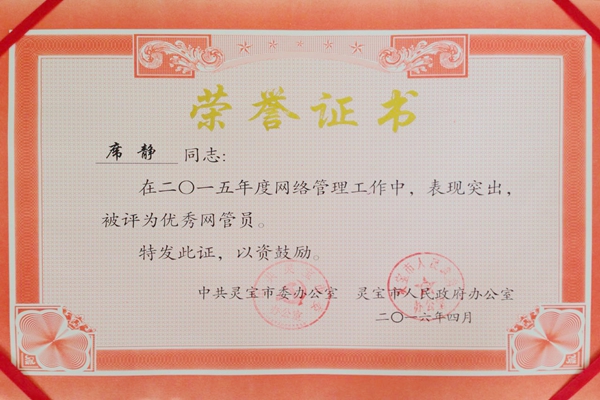 荣誉证书
席静 同志:
在二〇一五年度网络管理工作中，表现突出，
被评为优秀网管员。
特发此证，以资鼓励。
中共灵宝市委办公室 灵宝市人民政府办公室
二〇一六年四月